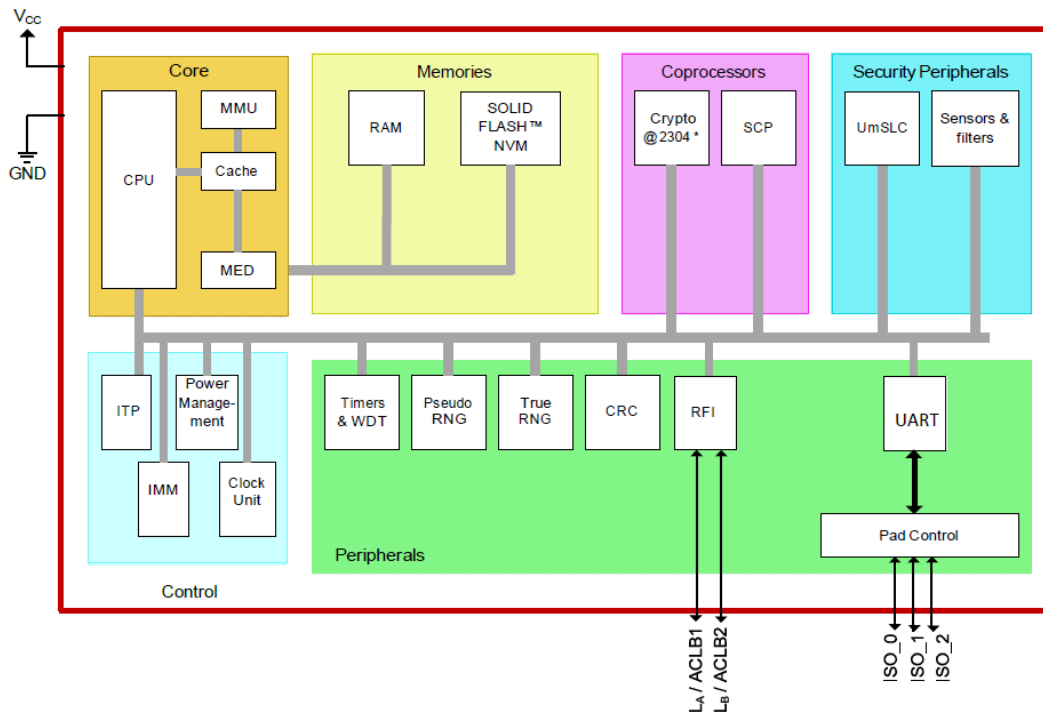 VCC
GND
Core
CPU
MMU
Cache
MED
Memories
RAM
SOLID
FLASH™
NVM
Coprocessors
Crypto
@2304 *
SCP
Security Peripherals
UmSLC
Sensors &
filters
ITP
Power
Manage-
ment
IMM
Clock
Unit
Control
Timers
& WDT
Pseudo
RNG
True
RNG
CRC
RFI
UART
Pad Control
Peripherals
LA / ACLB1
LB / ACLB2
ISO_0
ISO_1
ISO_2